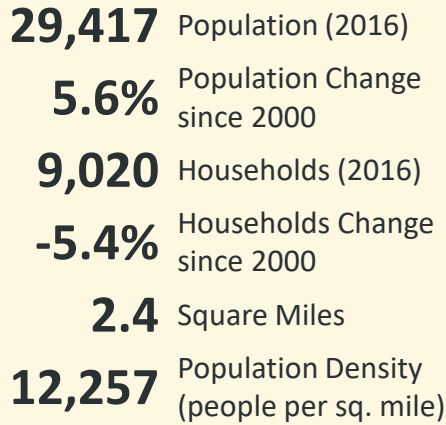 29,417 Population (2016)
5.6% Population Change
since 2000
9,020 Households (2016)
-5.4% Households Change
since 2000
2.4 Square Miles
12,257 Population Density
(people per sq. mile)